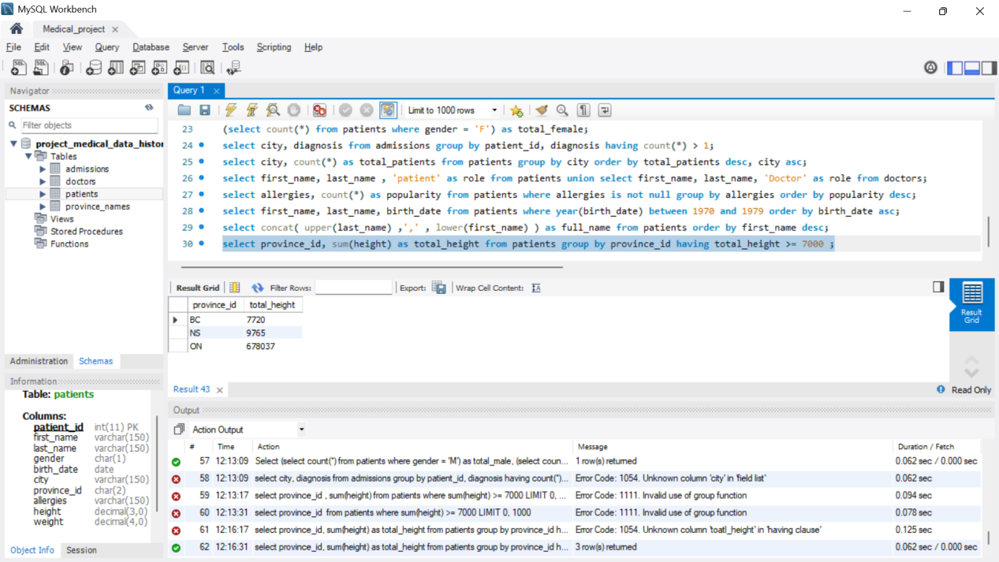 MySQL Workbench
Medical_project
File Edit View Query Database Server Tools Scripting Help
Navigator
SCHEMAS
Filter objects
project_medical_data_histor
Tables
admissions
doctors
patients
province_names
Views
Stored Procedures
Functions
Administration Schemas
Information
Table: patients
Columns:
patient_id int(11) PK
first_name varchar(150)
last_name varchar(150)
gender char(1)
birth_date date
city varchar(150)
province_id char(2)
allergies varchar(150)
height decimal(3,0)
weight decimal(4,0)
Object Info Session
Query 1
Limit to 1000 rows
23 (select count(*) from patients where gender = 'F') as total_female;
24 select city, diagnosis from admissions group by patient_id, diagnosis having count(*) > 1;
25 select city, count(*) as total_patients from patients group by city order by total_patients desc, city asc;
26 select first_name, last_name , 'patient' as role from patients union select first_name, last_name, 'Doctor' as role from doctors;
27 select allergies, count(*) as popularity from patients where allergies is not null group by allergies order by popularity desc;
28 select first_name, last_name, birth_date from patients where year(birth_date) between 1970 and 1979 order by birth_date asc;
29 select concat( upper(last_name) ,',' , lower(first_name) ) as full_name from patients order by first_name desc;
30 select province_id, sum(height) as total_height from patients group by province_id having total_height >= 7000 ;
Result Grid Filter Rows: Export: Wrap Cell Content:
province_id total_height
BC 7720
NS 9765
ON 678037
Result Grid
Result 43
Read Only
Output
Action Output
# Time Action Message Duration / Fetch
57 12:13:09 Select (select count(*) from patients where gender = 'M') as total_male, (select coun... 1 row(s) returned 0.062 sec / 0.000 sec
58 12:13:09 select city, diagnosis from admissions group by patient_id, diagnosis having count(*)... Error Code: 1054. Unknown column 'city' in 'field list' 0.062 sec
59 12:13:17 select province_id , sum(height) from patients where sum(height) >= 7000 LIMIT 0, ... Error Code: 1111. Invalid use of group function 0.094 sec
60 12:13:31 select province_id from patients where sum(height) >= 7000 LIMIT 0, 1000 Error Code: 1111. Invalid use of group function 0.078 sec
61 12:16:17 select province_id, sum(height) as total_height from patients group by province_id h... Error Code: 1054. Unknown column 'toatl_height' in 'having clause' 0.125 sec
62 12:16:31 select province_id, sum(height) as total_height from patients group by province_id h... 3 row(s) returned 0.062 sec / 0.000 sec